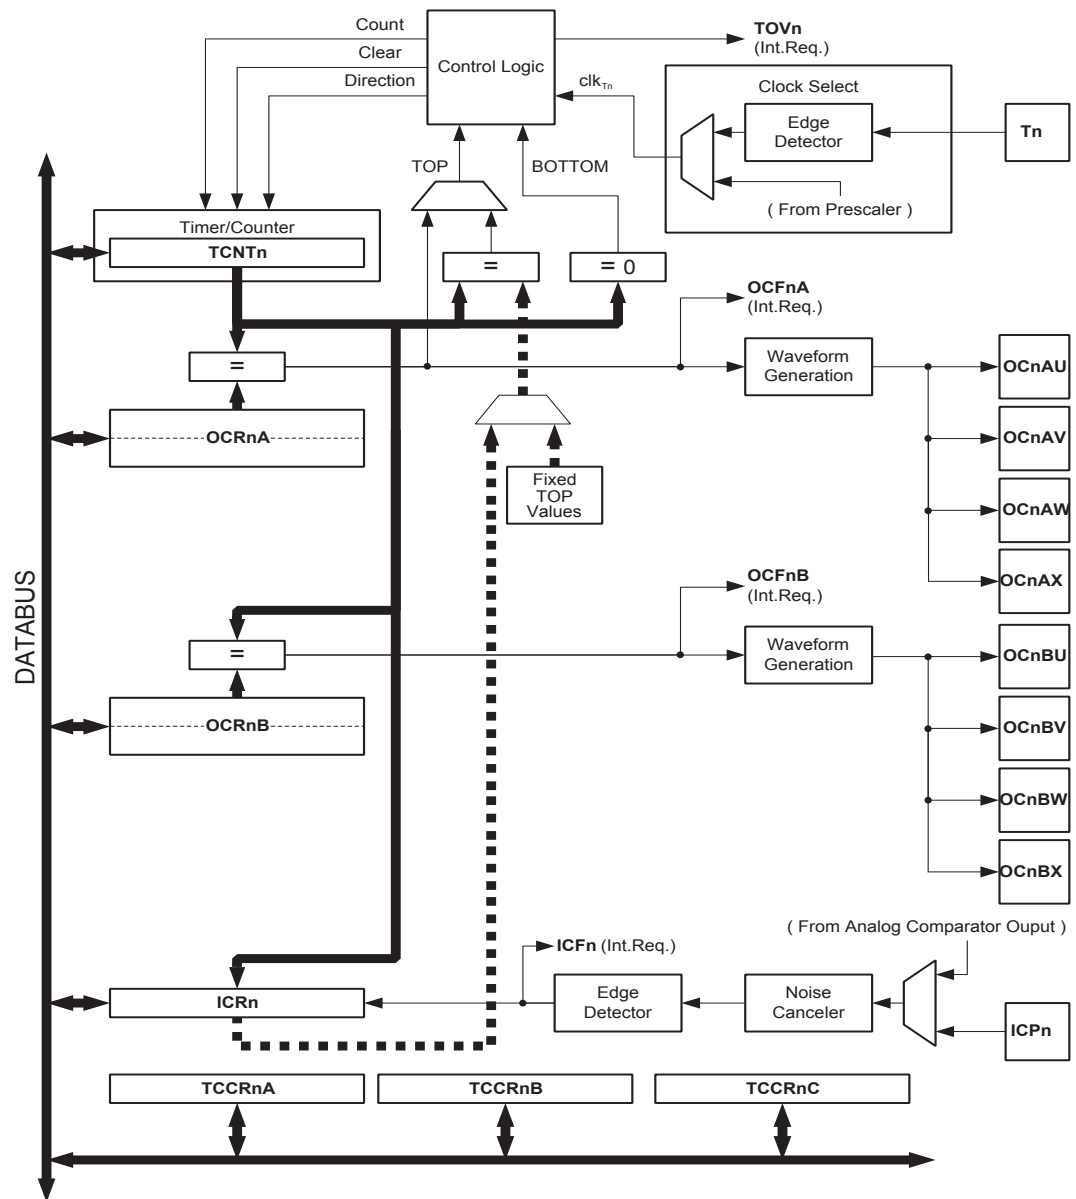 Count
Clear
Direction
Control Logic
TOVn
(Int.Req.)
clkTn
Clock Select
Edge
Detector
Tn
( From Prescaler )
TOP
BOTTOM
Timer/Counter
TCNTn
=
= 0
OCFnA
(Int.Req.)
=
Waveform
Generation
OCnAU
OCRnA
OCnAV
Fixed
TOP
Values
OCnAW
OCnAX
DATABUS
OCFnB
(Int.Req.)
=
Waveform
Generation
OCnBU
OCRnB
OCnBV
OCnBW
OCnBX
( From Analog Comparator Ouput )
ICFn (Int.Req.)
ICRn
Edge
Detector
Noise
Canceler
ICPn
TCCRnA
TCCRnB
TCCRnC